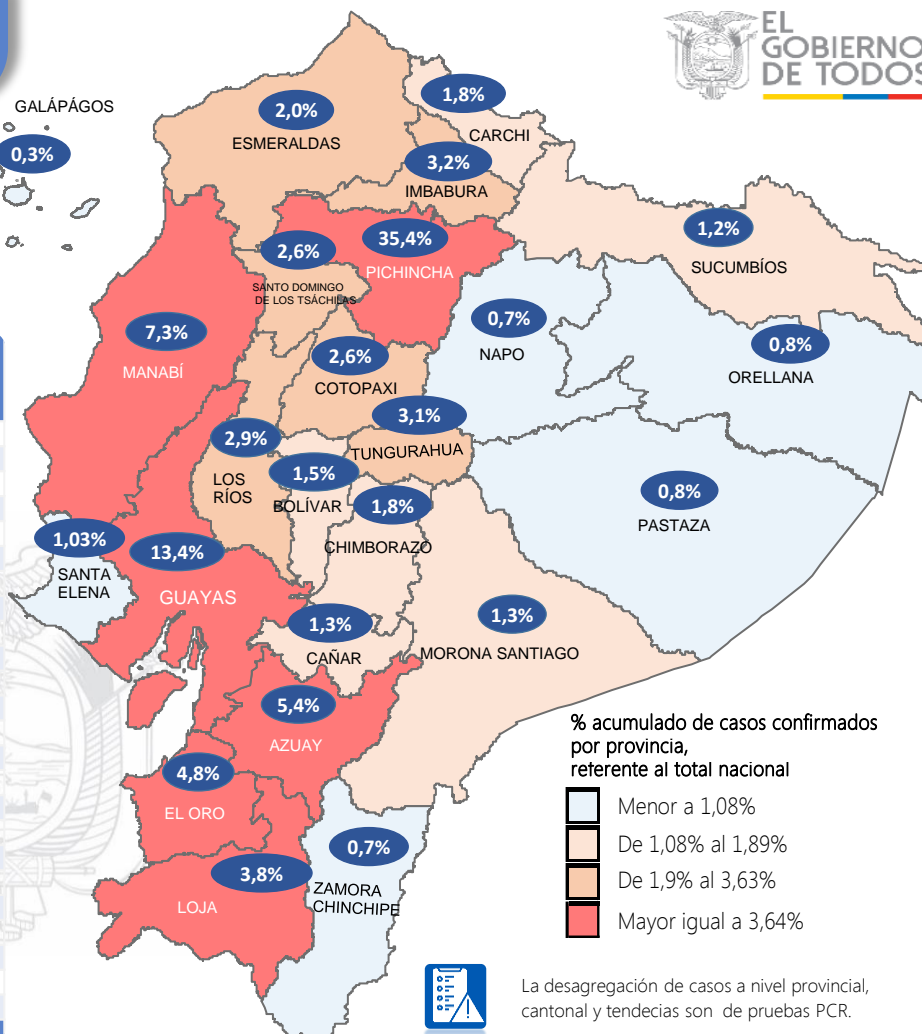 EL
GOBIERNO
DE TODOS
GALÁPÁGOS
0,3%
2,0%
ESMERALDAS
1,8%
CARCHI
3,2%
IMBABURA
1,2%
SUCUMBÍOS
35,4%
PICHINCHA
2,6%
SANTO DOMINGO
DE LOS TSÁCHILAS
7,3%
MANABÍ
0,7%
NAPO
0,8%
ORELLANA
2,6%
COTOPAXI
3,1%
TUNGURAHUA
2,9%
LOS
RÍOS
1,5%
BOLÍVAR
1,8%
CHIMBORAZO
0,8%
PASTAZA
1,03%
SANTA
ELENA
13,4%
GUAYAS
1,3%
CAÑAR
1,3%
MORONA SANTIAGO
5,4%
AZUAY
4,8%
EL ORO
3,8%
LOJA
0,7%
ZAMORA
CHINCHIPE
% acumulado de casos confirmados
por provincia,
referente al total nacional
Menor a 1,08%
De 1,08% al 1,89%
De 1,9% al 3,63%
Mayor igual a 3,64%
La desagregación de casos a nivel provincial,
cantonal y tendecias son de pruebas PCR.